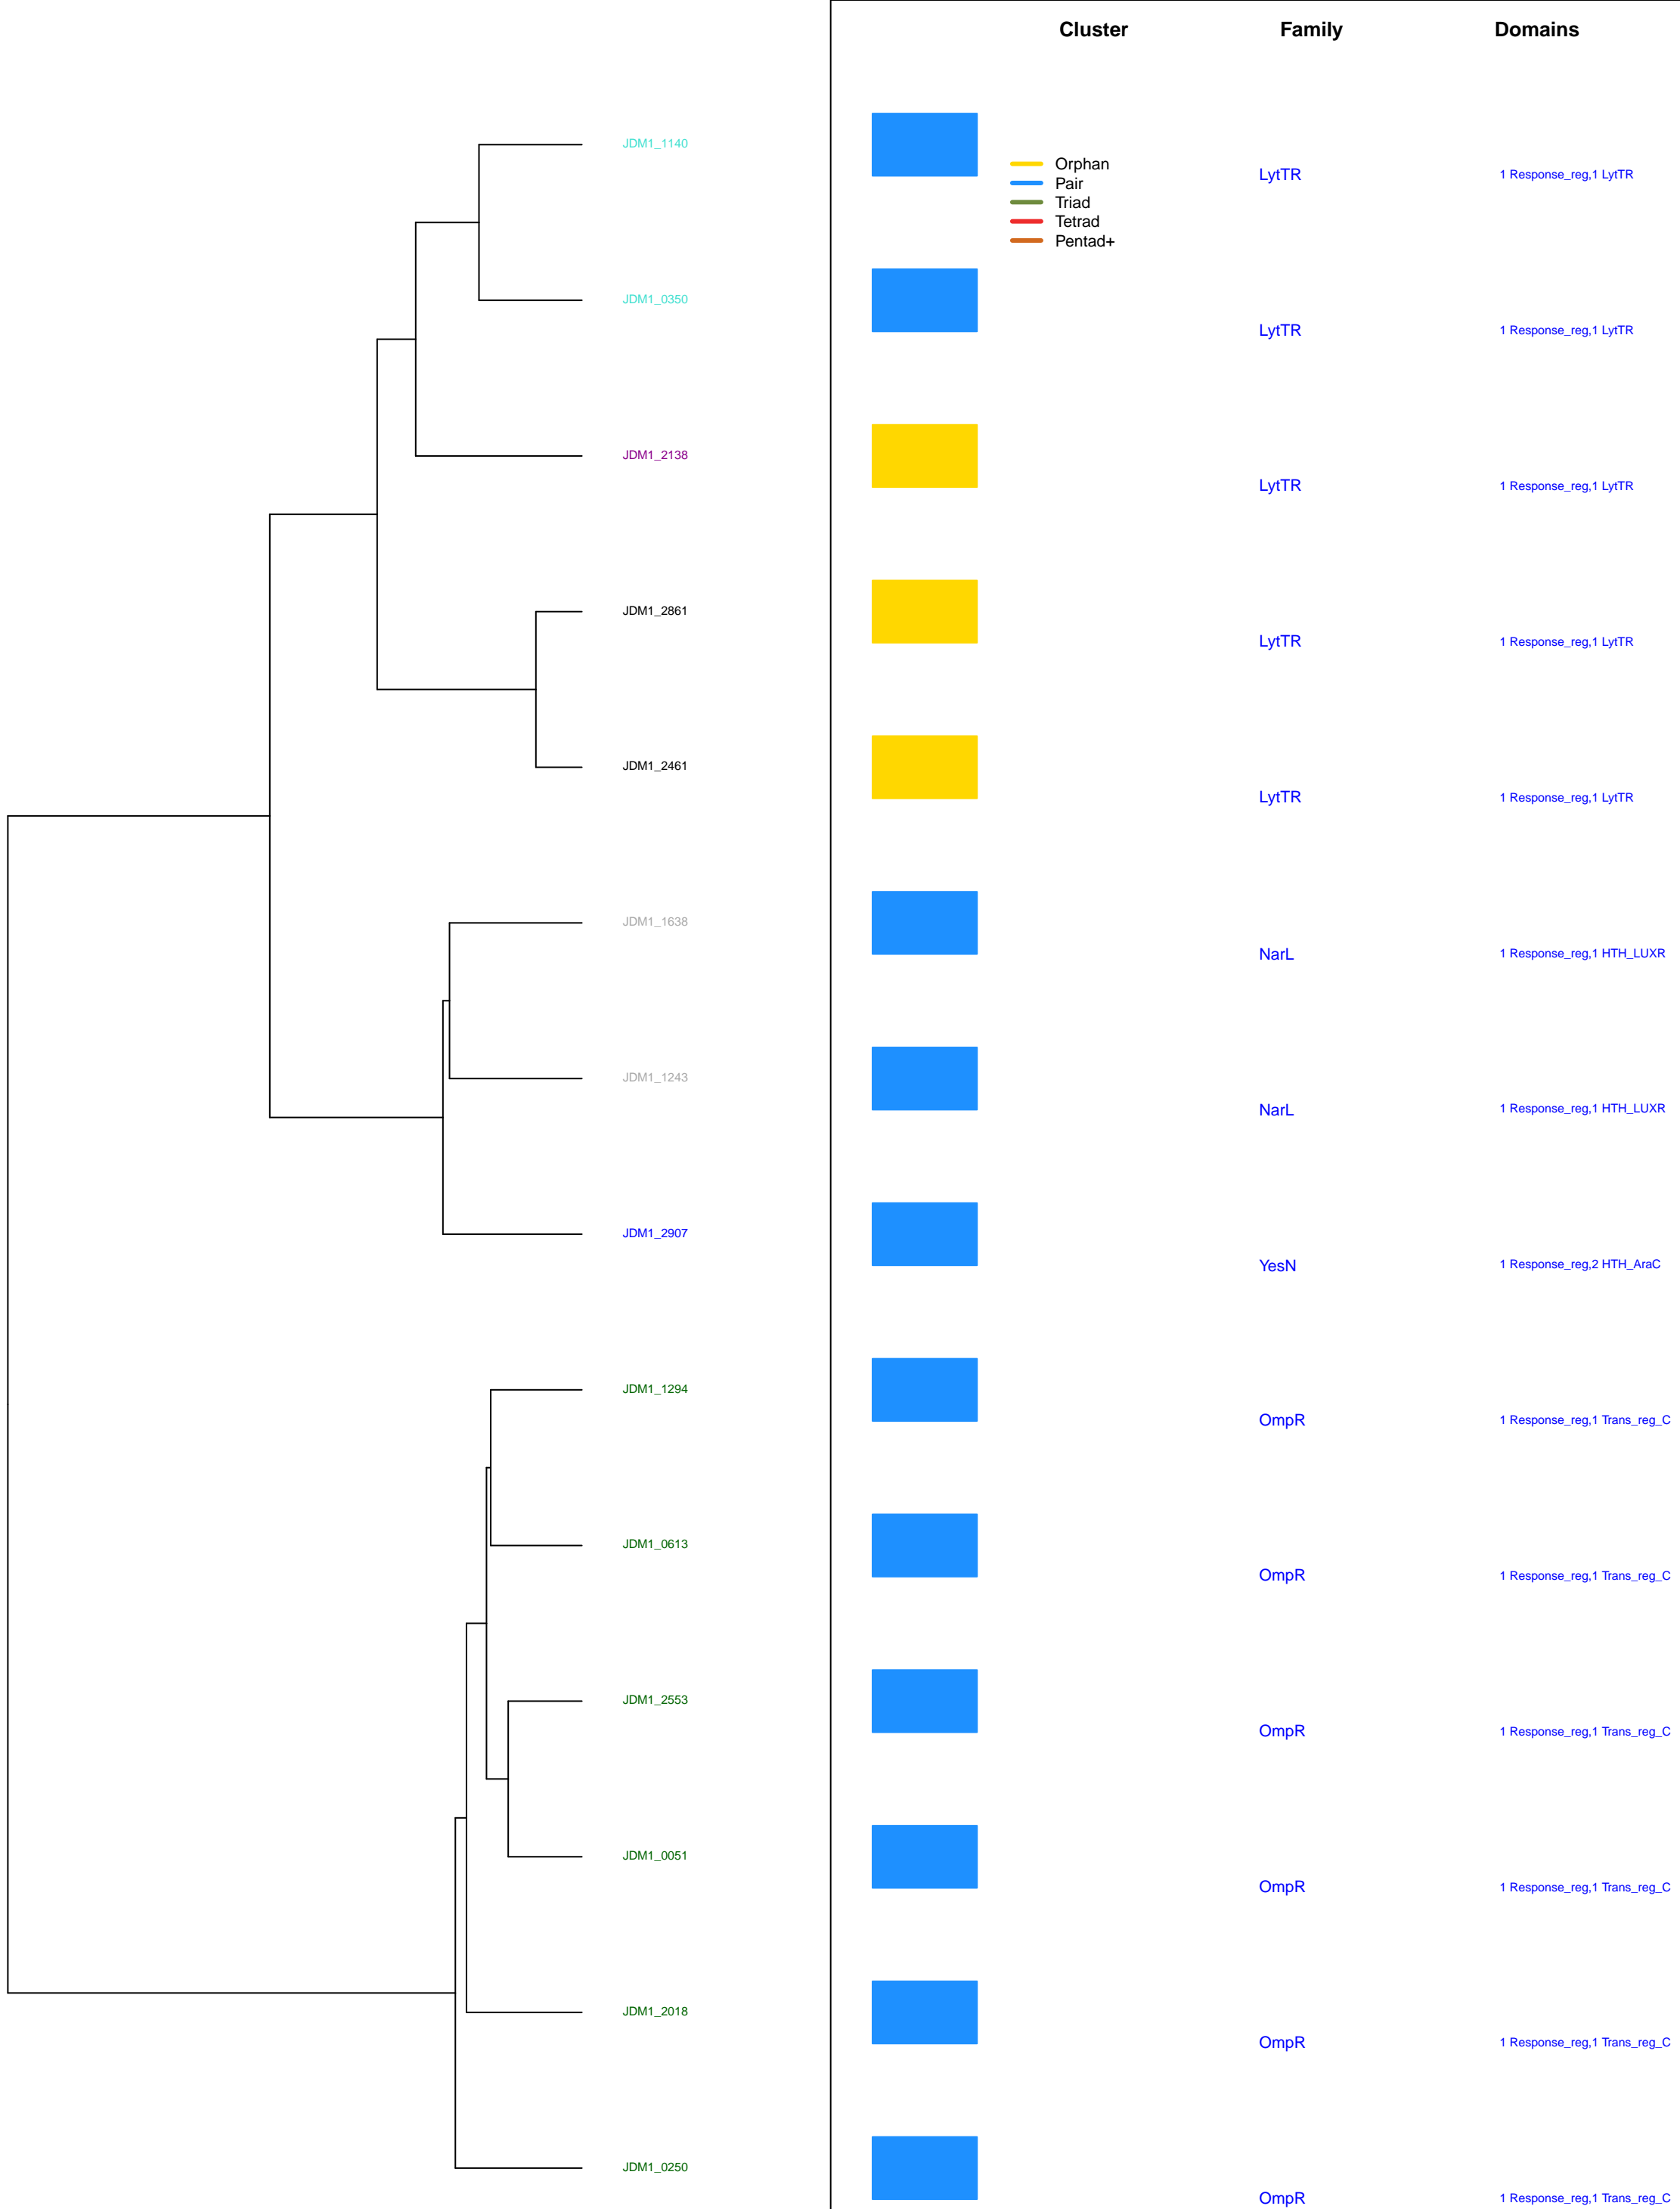 Cluster Family Domains
JDM1_1140
Orphan
Pair
Triad
Tetrad
Pentad+
LytTR 1 Response_reg,1 LytTR
JDM1_0350
LytTR 1 Response_reg,1 LytTR
JDM1_2138
LytTR 1 Response_reg,1 LytTR
JDM1_2861
LytTR 1 Response_reg,1 LytTR
JDM1_2461
LytTR 1 Response_reg,1 LytTR
JDM1_1638
NarL 1 Response_reg,1 HTH_LUXR
JDM1_1243
NarL 1 Response_reg,1 HTH_LUXR
JDM1_2907
YesN 1 Response_reg,2 HTH_AraC
JDM1_1294
OmpR 1 Response_reg,1 Trans_reg_C
JDM1_0613
OmpR 1 Response_reg,1 Trans_reg_C
JDM1_2553
OmpR 1 Response_reg,1 Trans_reg_C
JDM1_0051
OmpR 1 Response_reg,1 Trans_reg_C
JDM1_2018
OmpR 1 Response_reg,1 Trans_reg_C
JDM1_0250
OmpR 1 Response_reg,1 Trans_reg_C